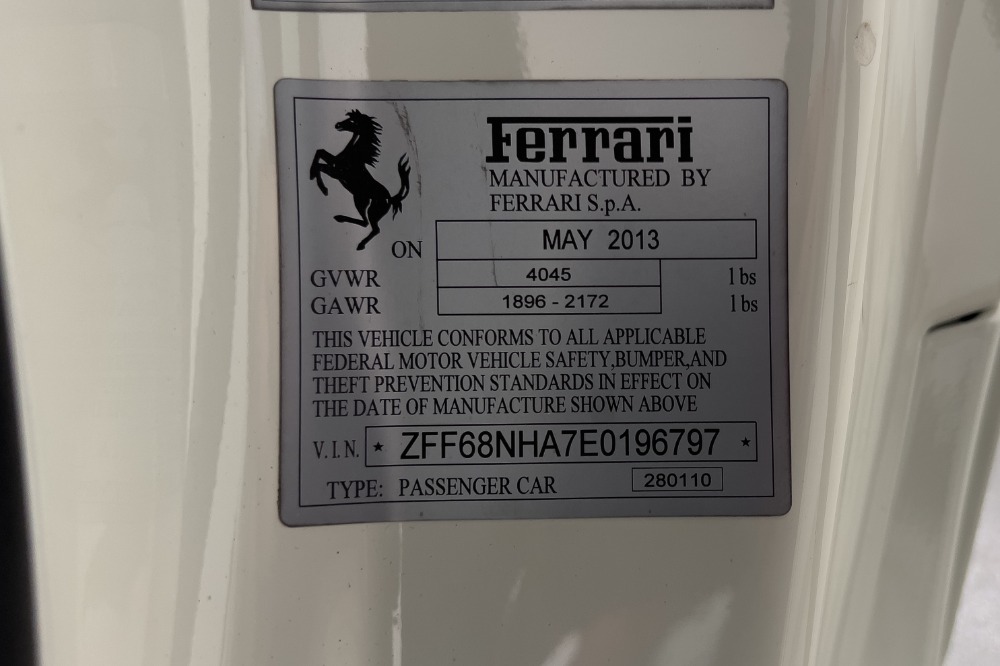 Ferrari
MANUFACTURED BY
FERRARI S.p.A.
ON MAY 2013
GVWR 4045 lbs
GAWR 1896 - 2172 lbs
THIS VEHICLE CONFORMS TO ALL APPLICABLE
FEDERAL MOTOR VEHICLE SAFETY,BUMPER,AND
THEFT PREVENTION STANDARDS IN EFFECT ON
THE DATE OF MANUFACTURE SHOWN ABOVE
V.I.N. * ZFF68NHA7E0196797 *
TYPE: PASSENGER CAR 280110